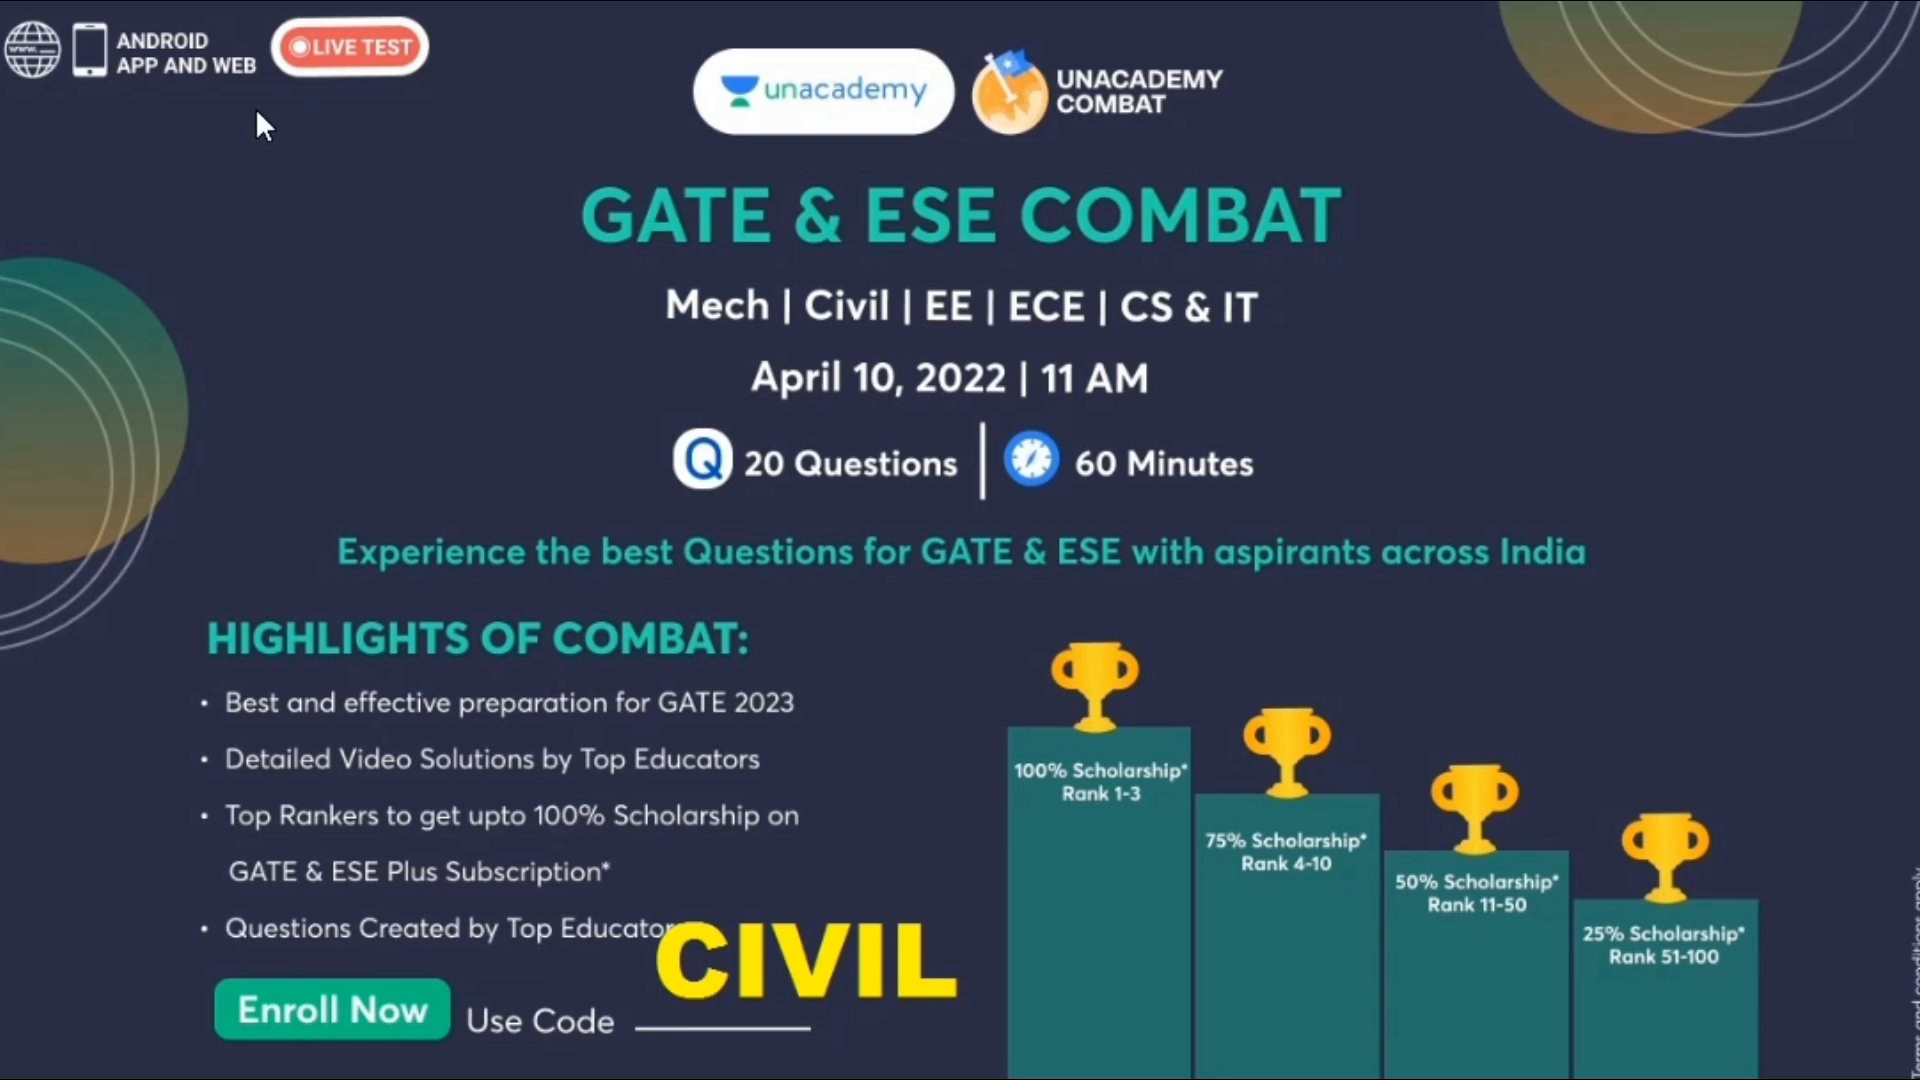 ANDROID
APP AND WEB
LIVE TEST
unacademy
UNACADEMY
COMBAT
GATE & ESE COMBAT
Mech | Civil | EE | ECE | CS & IT
April 10, 2022 | 11 AM
Q 20 Questions | 60 Minutes
Experience the best Questions for GATE & ESE with aspirants across India
HIGHLIGHTS OF COMBAT:
• Best and effective preparation for GATE 2023
• Detailed Video Solutions by Top Educators
• Top Rankers to get upto 100% Scholarship on
GATE & ESE Plus Subscription*
• Questions Created by Top Educators
Enroll Now
Use Code
CIVIL
100% Scholarship*
Rank 1-3
75% Scholarship*
Rank 4-10
50% Scholarship*
Rank 11-50
25% Scholarship*
Rank 51-100
Terms and conditions apply